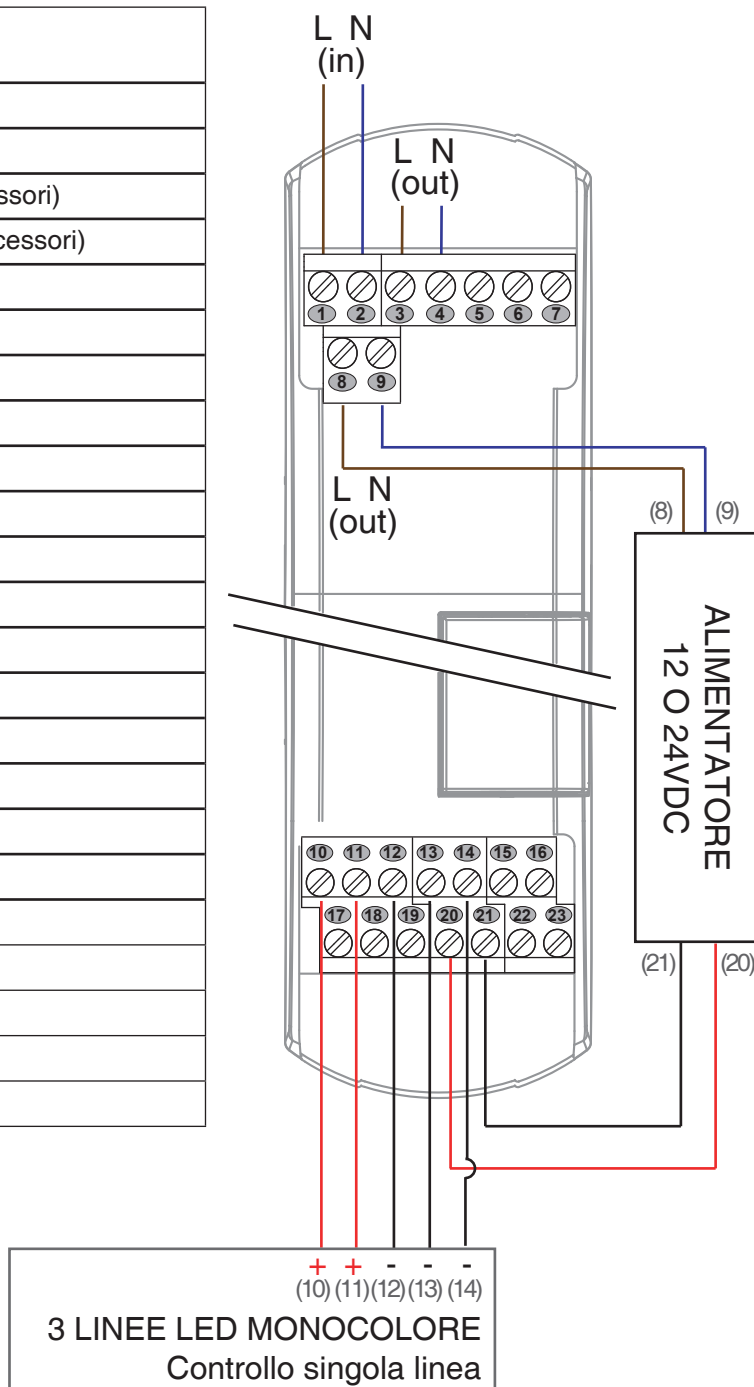 L N
(in)
L N
(out)
ssori)
cessori)
1 2 3 4 5 6 7
8 9
L N
(out)
(8) (9)
ALIMENTATORE
12 O 24VDC
10 11 12 13 14 15 16
17 18 19 20 21 22 23
(21) (20)
+ + - - -
(10) (11) (12) (13) (14)
3 LINEE LED MONOCOLORE
Controllo singola linea